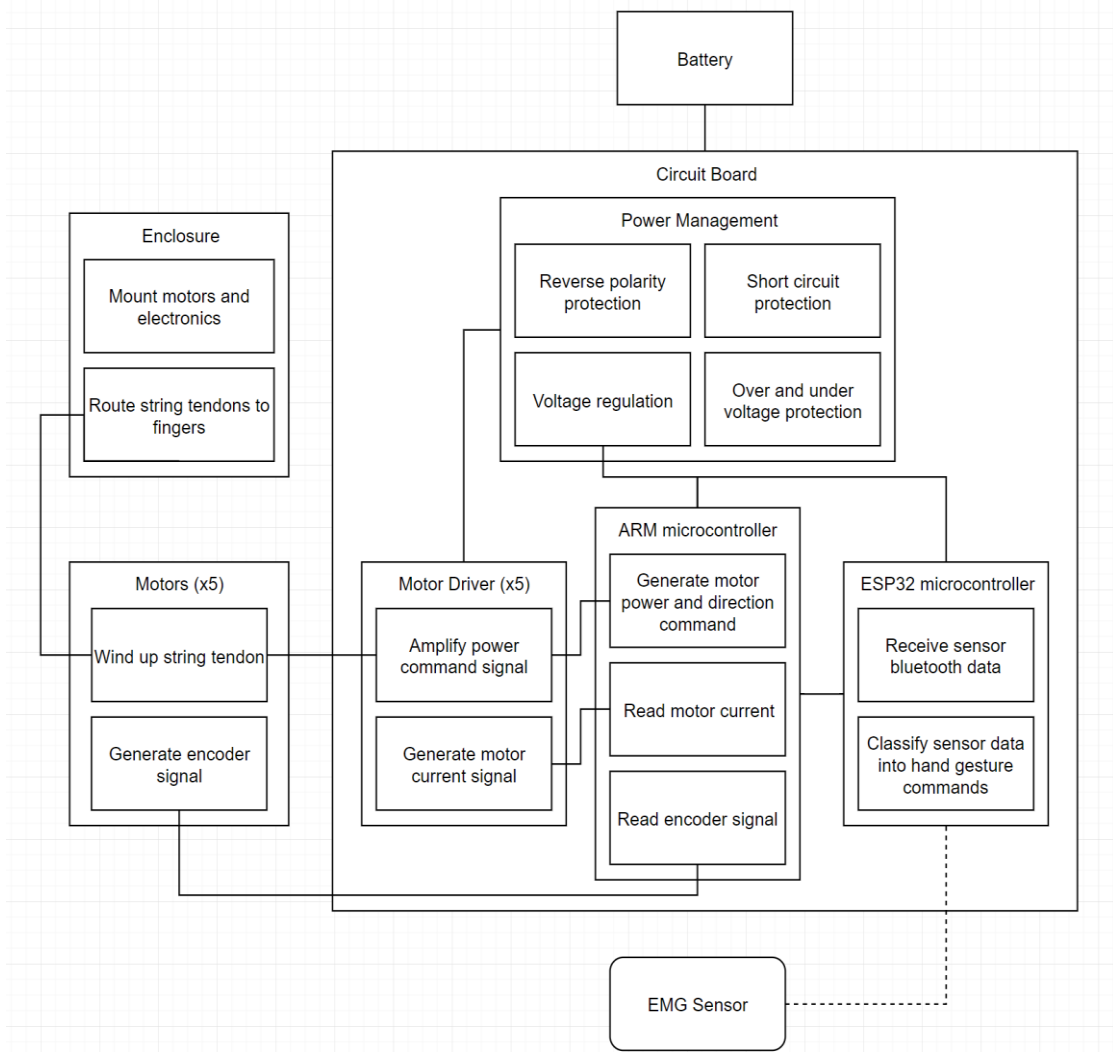 Battery
Circuit Board
Power Management
Reverse polarity
protection
Short circuit
protection
Voltage regulation
Over and under
voltage protection
Enclosure
Mount motors and
electronics
Route string tendons to
fingers
Motors (x5)
Wind up string tendon
Generate encoder
signal
Motor Driver (x5)
Amplify power
command signal
Generate motor
current signal
ARM microcontroller
Generate motor
power and direction
command
Read motor current
Read encoder signal
ESP32 microcontroller
Receive sensor
bluetooth data
Classify sensor data
into hand gesture
commands
EMG Sensor